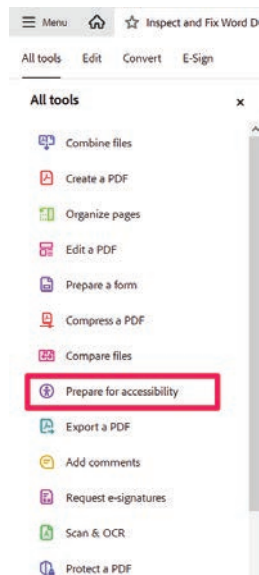 Menu Inspect and Fix Word D
All tools Edit Convert E-Sign
All tools
Combine files
Create a PDF
Organize pages
Edit a PDF
Prepare a form
Compress a PDF
Compare files
Prepare for accessibility
Export a PDF
Add comments
Request e-signatures
Scan & OCR
Protect a PDF